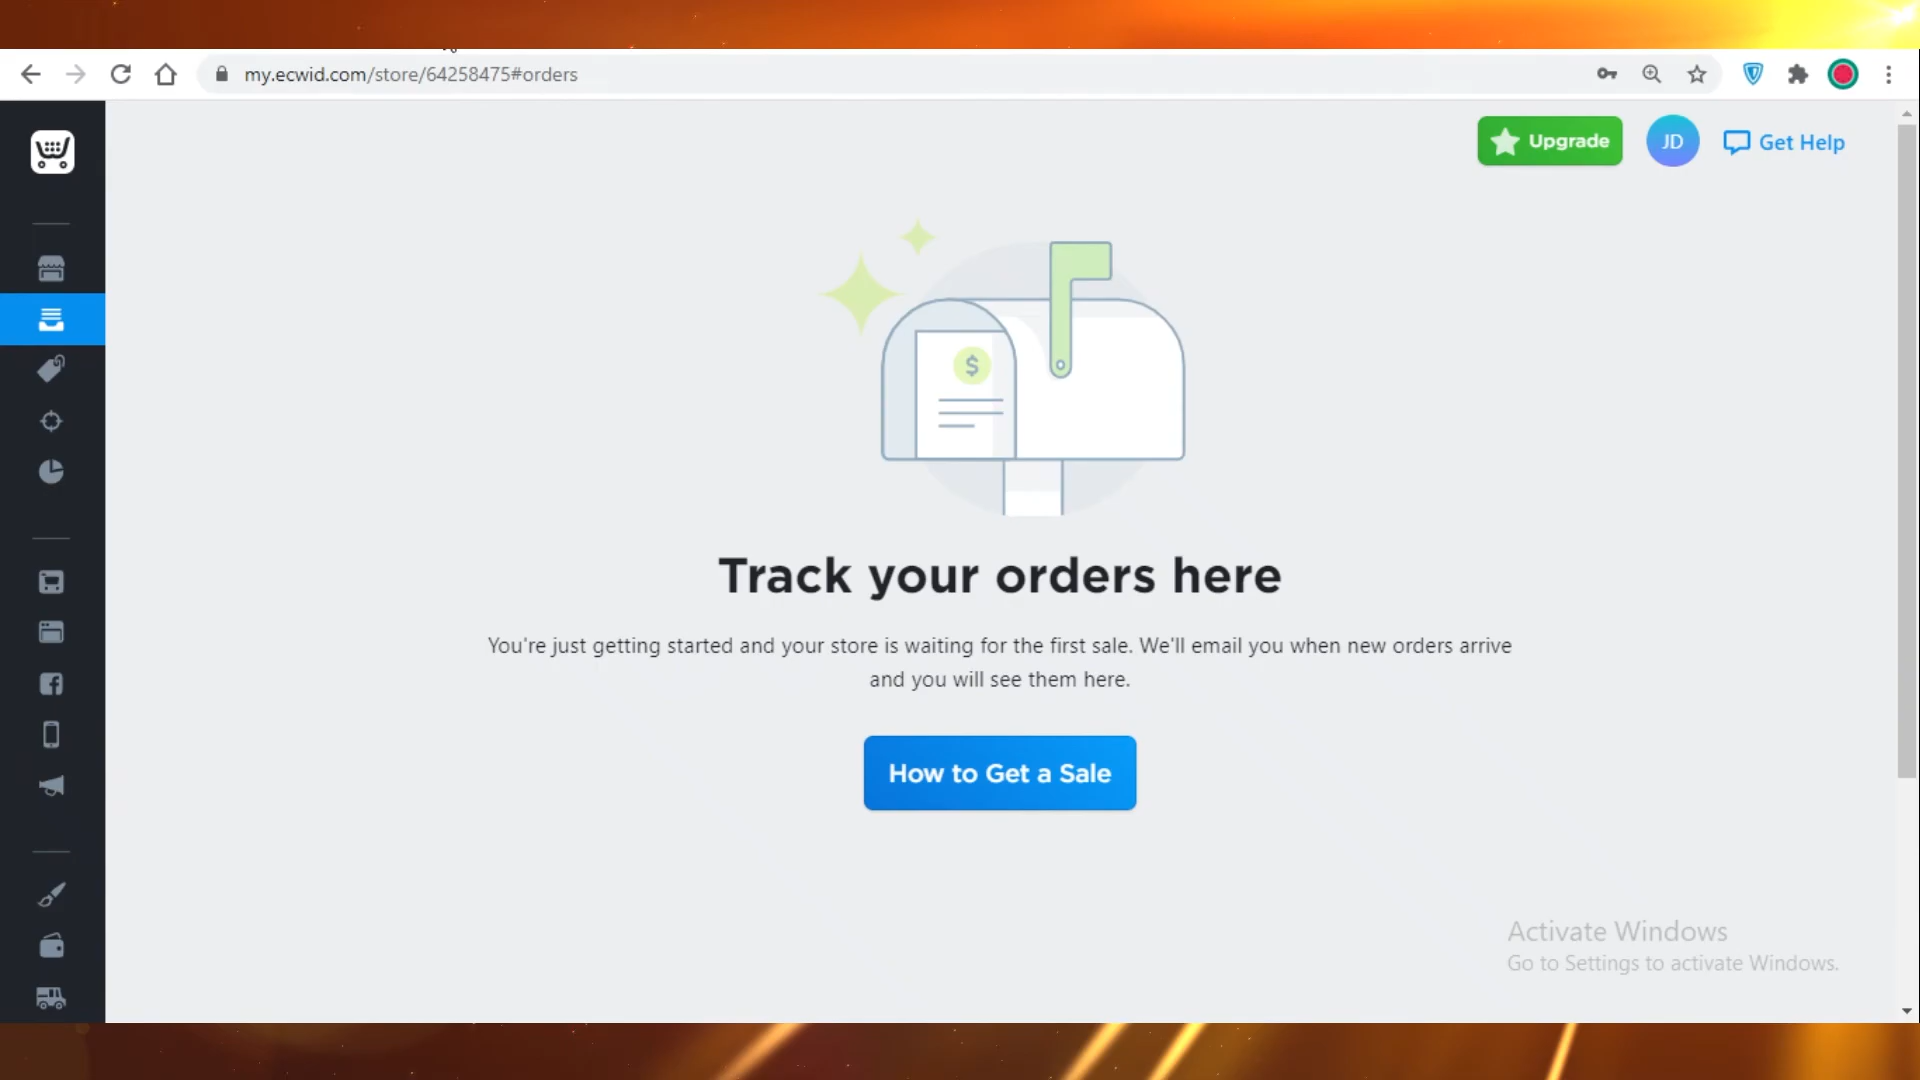 my.ecwid.com/store/64258475#orders
Upgrade
JD
Get Help
$
Track your orders here
You're just getting started and your store is waiting for the first sale. We'll email you when new orders arrive
and you will see them here.
How to Get a Sale
Activate Windows
Go to Settings to activate Windows.